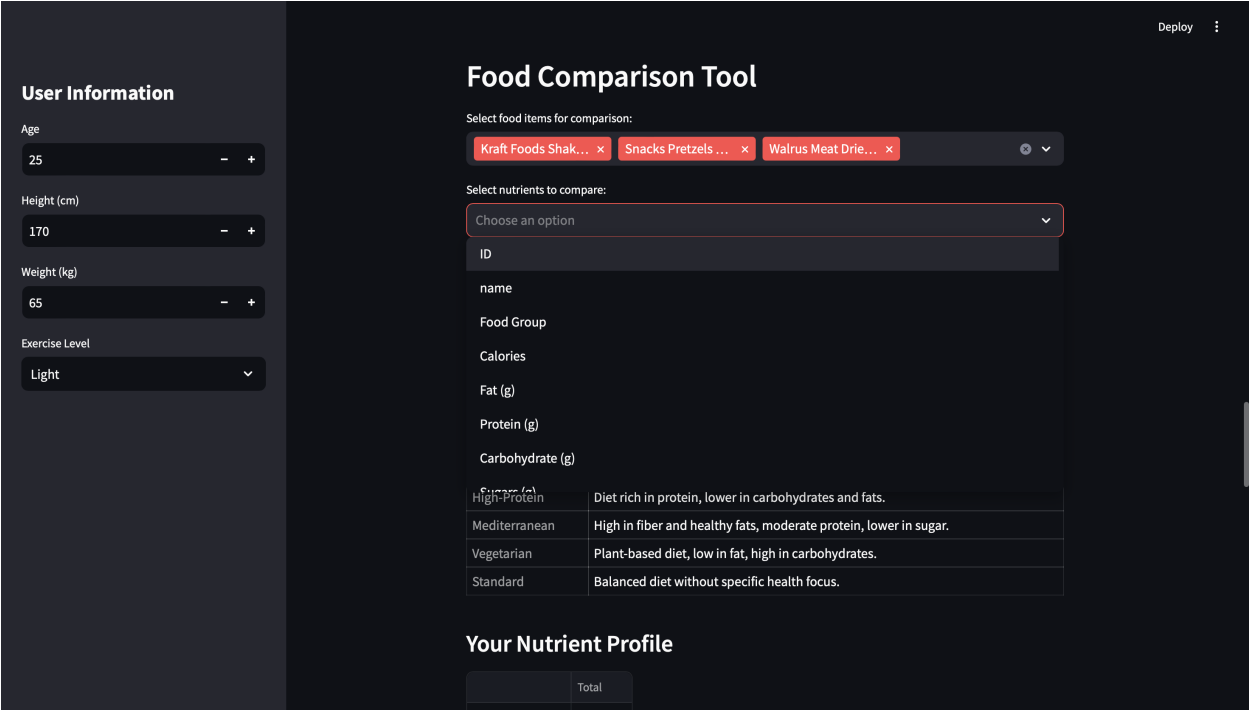 Deploy
User Information
Age
25
Height (cm)
170
Weight (kg)
65
Exercise Level
Light
Food Comparison Tool
Select food items for comparison:
Kraft Foods Shak... Snacks Pretzels ... Walrus Meat Drie...
Select nutrients to compare:
Choose an option
ID
name
Food Group
Calories
Fat (g)
Protein (g)
Carbohydrate (g)
Sugars (g)
High-Protein Diet rich in protein, lower in carbohydrates and fats.
Mediterranean High in fiber and healthy fats, moderate protein, lower in sugar.
Vegetarian Plant-based diet, low in fat, high in carbohydrates.
Standard Balanced diet without specific health focus.
Your Nutrient Profile
Total